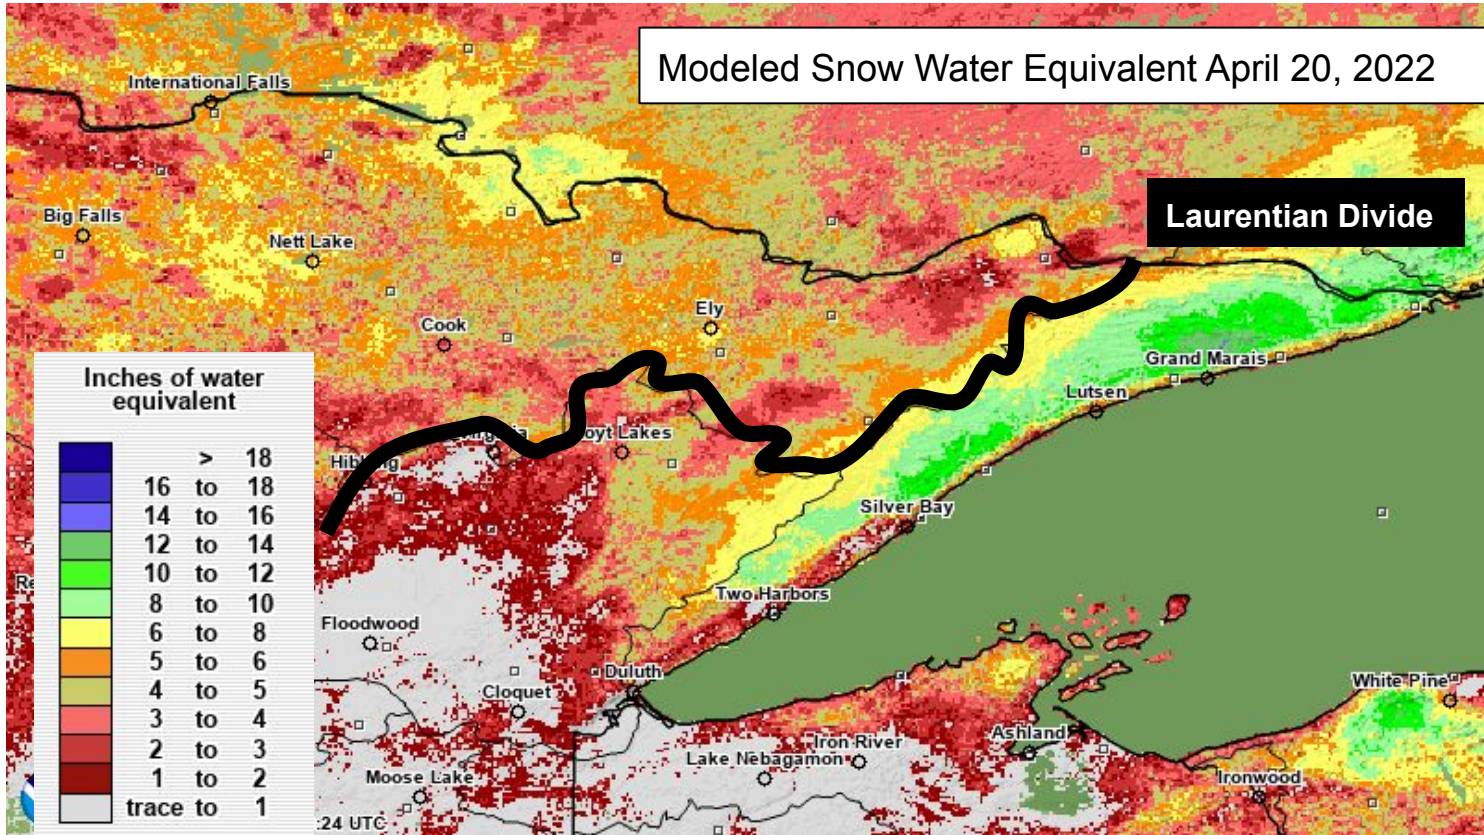 Modeled Snow Water Equivalent April 20, 2022
International Falls
Laurentian Divide
Big Falls
Nett Lake
Ely
Cook
Grand Marais
Lutsen
Inches of water
equivalent
> 18
16 to 18
14 to 16
12 to 14
10 to 12
8 to 10
6 to 8
5 to 6
4 to 5
3 to 4
2 to 3
1 to 2
trace to 1
oyt Lakes
Silver Bay
Two Harbors
Floodwood
Duluth
Cloquet
White Pine
Ashland
Iron River
Lake Nebagamon
Moose Lake
Ironwood
:24 UTC